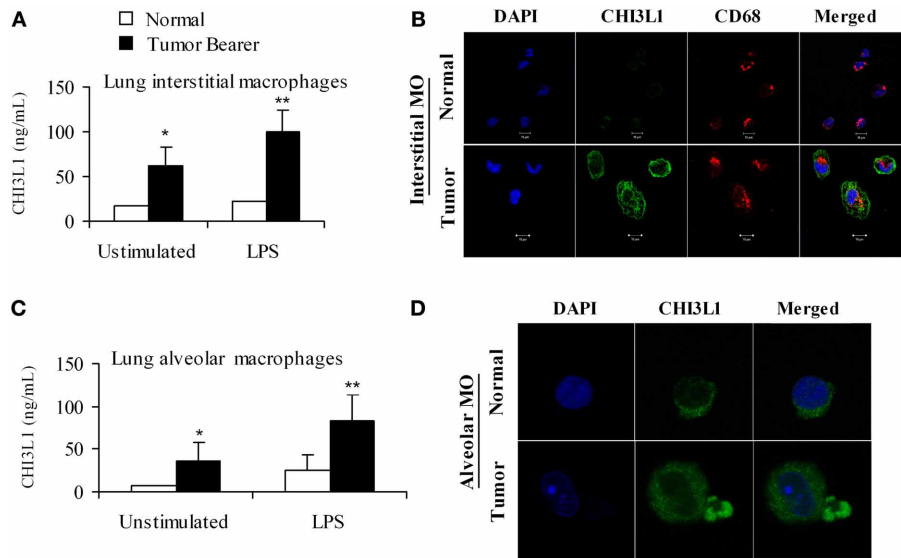 A
Normal
Tumor Bearer
Lung interstitial macrophages
CHI3L1 (ng/mL)
150
100
50
0
*
**
Ustimulated
LPS
B
DAPI
CHI3L1
CD68
Merged
Interstitial MO
Normal
Tumor
C
Lung alveolar macrophages
CHI3L1 (ng/mL)
150
100
50
0
*
**
Unstimulated
LPS
D
DAPI
CHI3L1
Merged
Alveolar MO
Normal
Tumor